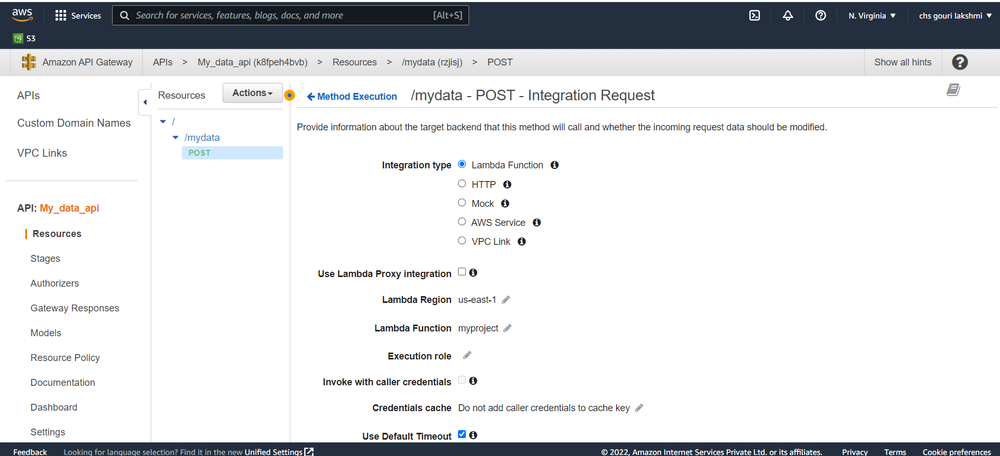 aws Services Search for services, features, blogs, docs, and more [Alt+S] N. Virginia chs gouri lakshmi
S3
Amazon API Gateway APIs > My_data_api (k8fpeh4bvb) > Resources > /mydata (rzjisj) > POST Show all hints
APIs
Custom Domain Names
VPC Links
API: My_data_api
Resources
Stages
Authorizers
Gateway Responses
Models
Resource Policy
Documentation
Dashboard
Settings
Resources Actions
/
/mydata
POST
Method Execution /mydata - POST - Integration Request
Provide information about the target backend that this method will call and whether the incoming request data should be modified.
Integration type Lambda Function
HTTP
Mock
AWS Service
VPC Link
Use Lambda Proxy integration
Lambda Region us-east-1
Lambda Function myproject
Execution role
Invoke with caller credentials
Credentials cache Do not add caller credentials to cache key
Use Default Timeout
Feedback Looking for language selection? Find it in the new Unified Settings © 2022, Amazon Internet Services Private Ltd. or its affiliates. Privacy Terms Cookie preferences